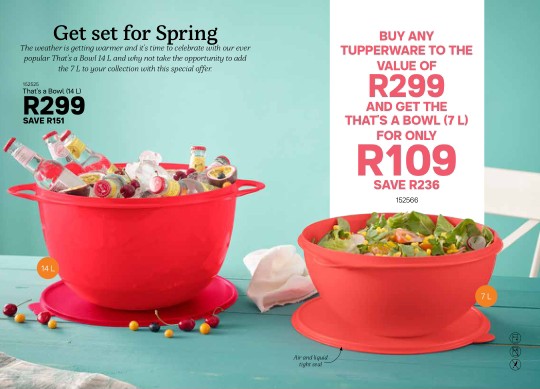 Get set for Spring
The weather is getting warmer and it's time to celebrate with our ever
popular That's a Bowl 14 L and why not take the opportunity to add
the 7 L to your collection with this special offer.
152525
That's a Bowl (14 L)
R299
SAVE R151
BUY ANY
TUPPERWARE TO THE
VALUE OF
R299
AND GET THE
THAT'S A BOWL (7 L)
FOR ONLY
R109
SAVE R236
152566
14 L
7 L
Air and liquid
tight seal